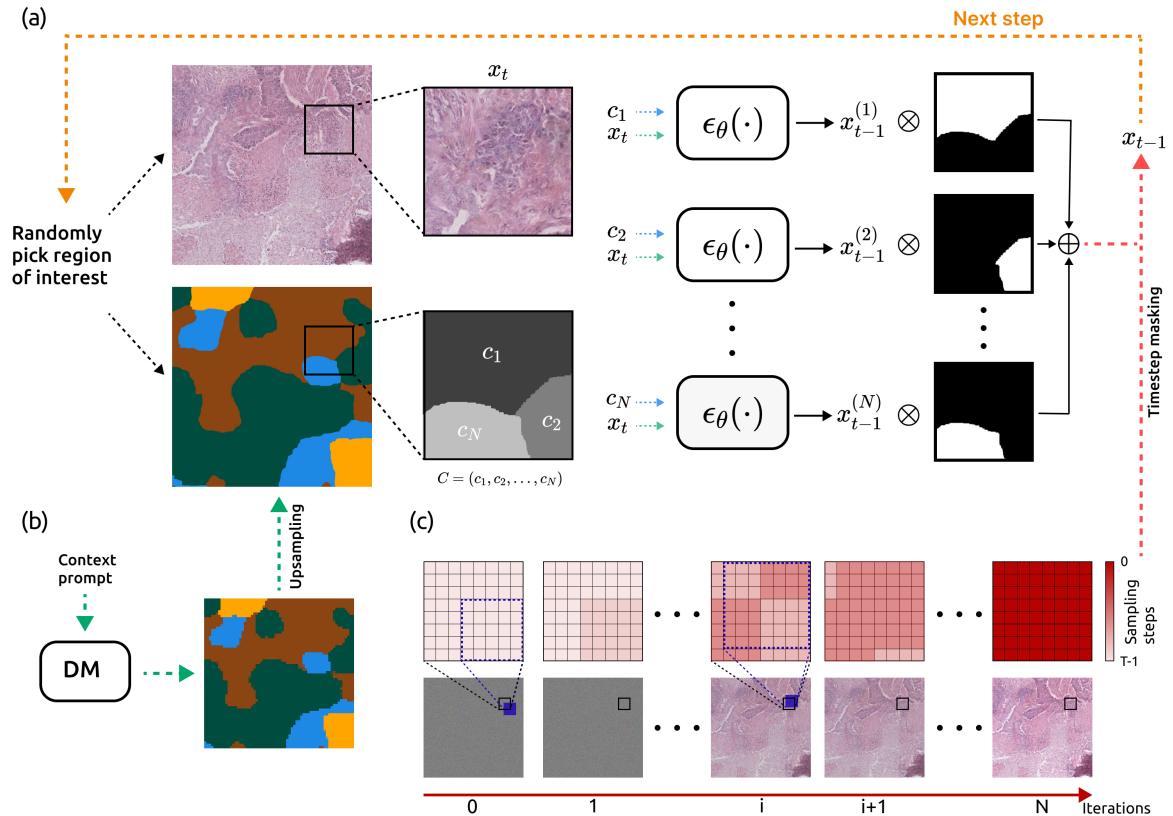 (a)
Next step
Randomly
pick region
of interest
x_t
c_1
c_2
c_N
C = (c_1, c_2, . . . , c_N)
c_1
x_t
ϵ_θ(·)
x_{t-1}^{(1)}
⊗
c_2
x_t
ϵ_θ(·)
x_{t-1}^{(2)}
⊗
c_N
x_t
ϵ_θ(·)
x_{t-1}^{(N)}
⊗
⊕
x_{t-1}
Timestep masking
(b)
Context
prompt
DM
Upsampling
(c)
0
T-1
Sampling
steps
0
1
i
i+1
N
Iterations